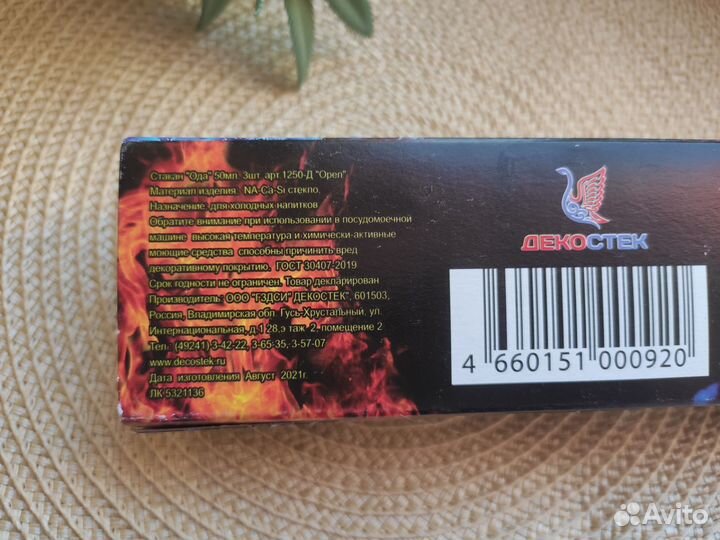 Стакан "Ода" 50мл. 3шт. арт.1250-Д "Орел"
Материал изделия: NA-Ca-Si стекло.
Назначение: для холодных напитков
Обратите внимание при использовании в посудомоечной
машине высокая температура и химически-активные
моющие средства способны причинить вред
декоративному покрытию. ГОСТ 30407-2019
Срок годности не ограничен. Товар декларирован
Производитель: ООО "ГЗДСИ" ДЕКОСТЕК", 601503,
Россия, Владимирская обл. Гусь-Хрустальный, ул.
Интернациональная, д.1 28,э таж. 2, помещение 2
Тел: (49241) 3-42-22, 3-65-35, 3-57-07
www.decostek.ru
Дата изготовления Август 2021г.
ЛК 5321136
ДЕКОСТЕК
4 660151 000920
Avito